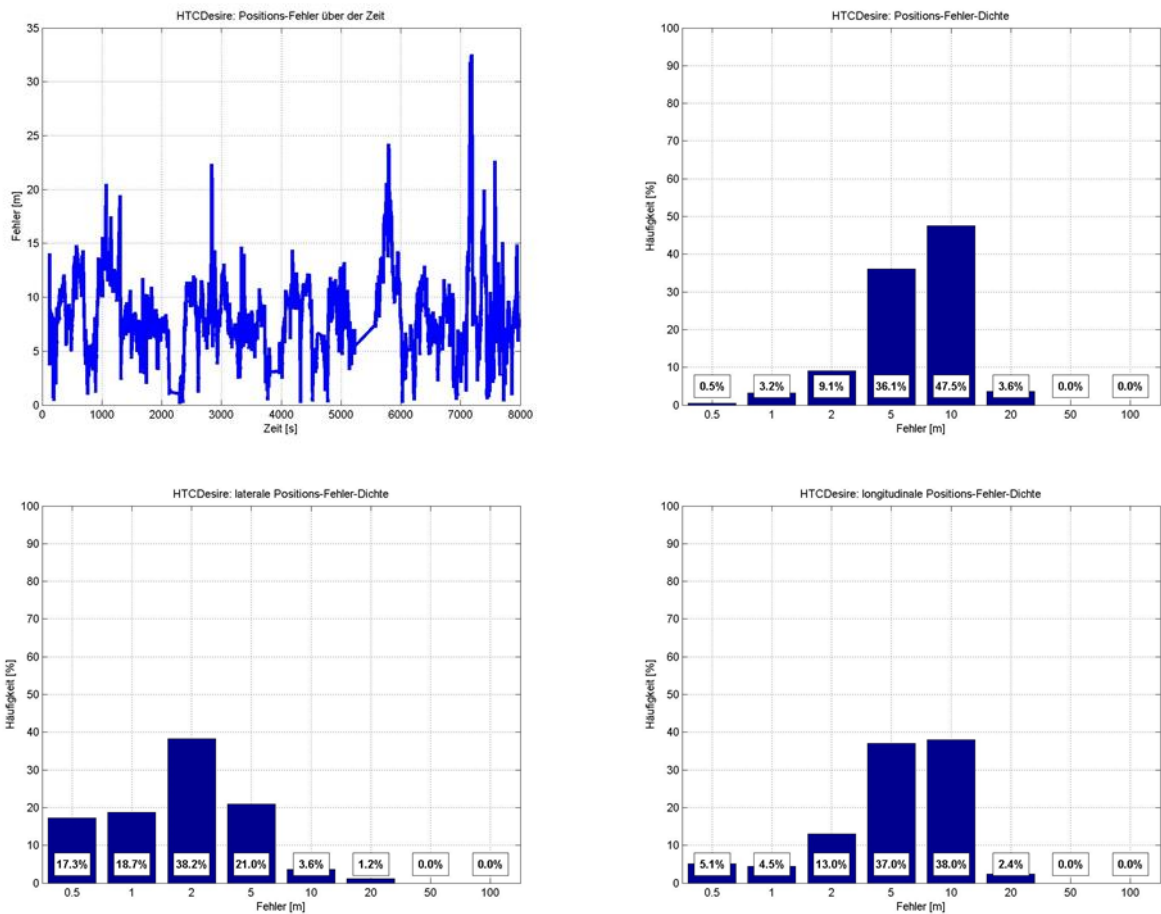 HTCDesire: Positions-Fehler über der Zeit
35
30
25
20
15
10
5
0
Fehler [m]
0 1000 2000 3000 4000 5000 6000 7000 8000
Zeit [s]
HTCDesire: Positions-Fehler-Dichte
100
90
80
70
60
50
40
30
20
10
0
Häufigkeit [%]
0.5% 3.2% 9.1% 36.1% 47.5% 3.6% 0.0% 0.0%
0.5 1 2 5 10 20 50 100
Fehler [m]
HTCDesire: laterale Positions-Fehler-Dichte
100
90
80
70
60
50
40
30
20
10
0
Häufigkeit [%]
17.3% 18.7% 38.2% 21.0% 3.6% 1.2% 0.0% 0.0%
0.5 1 2 5 10 20 50 100
Fehler [m]
HTCDesire: longitudinale Positions-Fehler-Dichte
100
90
80
70
60
50
40
30
20
10
0
Häufigkeit [%]
5.1% 4.5% 13.0% 37.0% 38.0% 2.4% 0.0% 0.0%
0.5 1 2 5 10 20 50 100
Fehler [m]